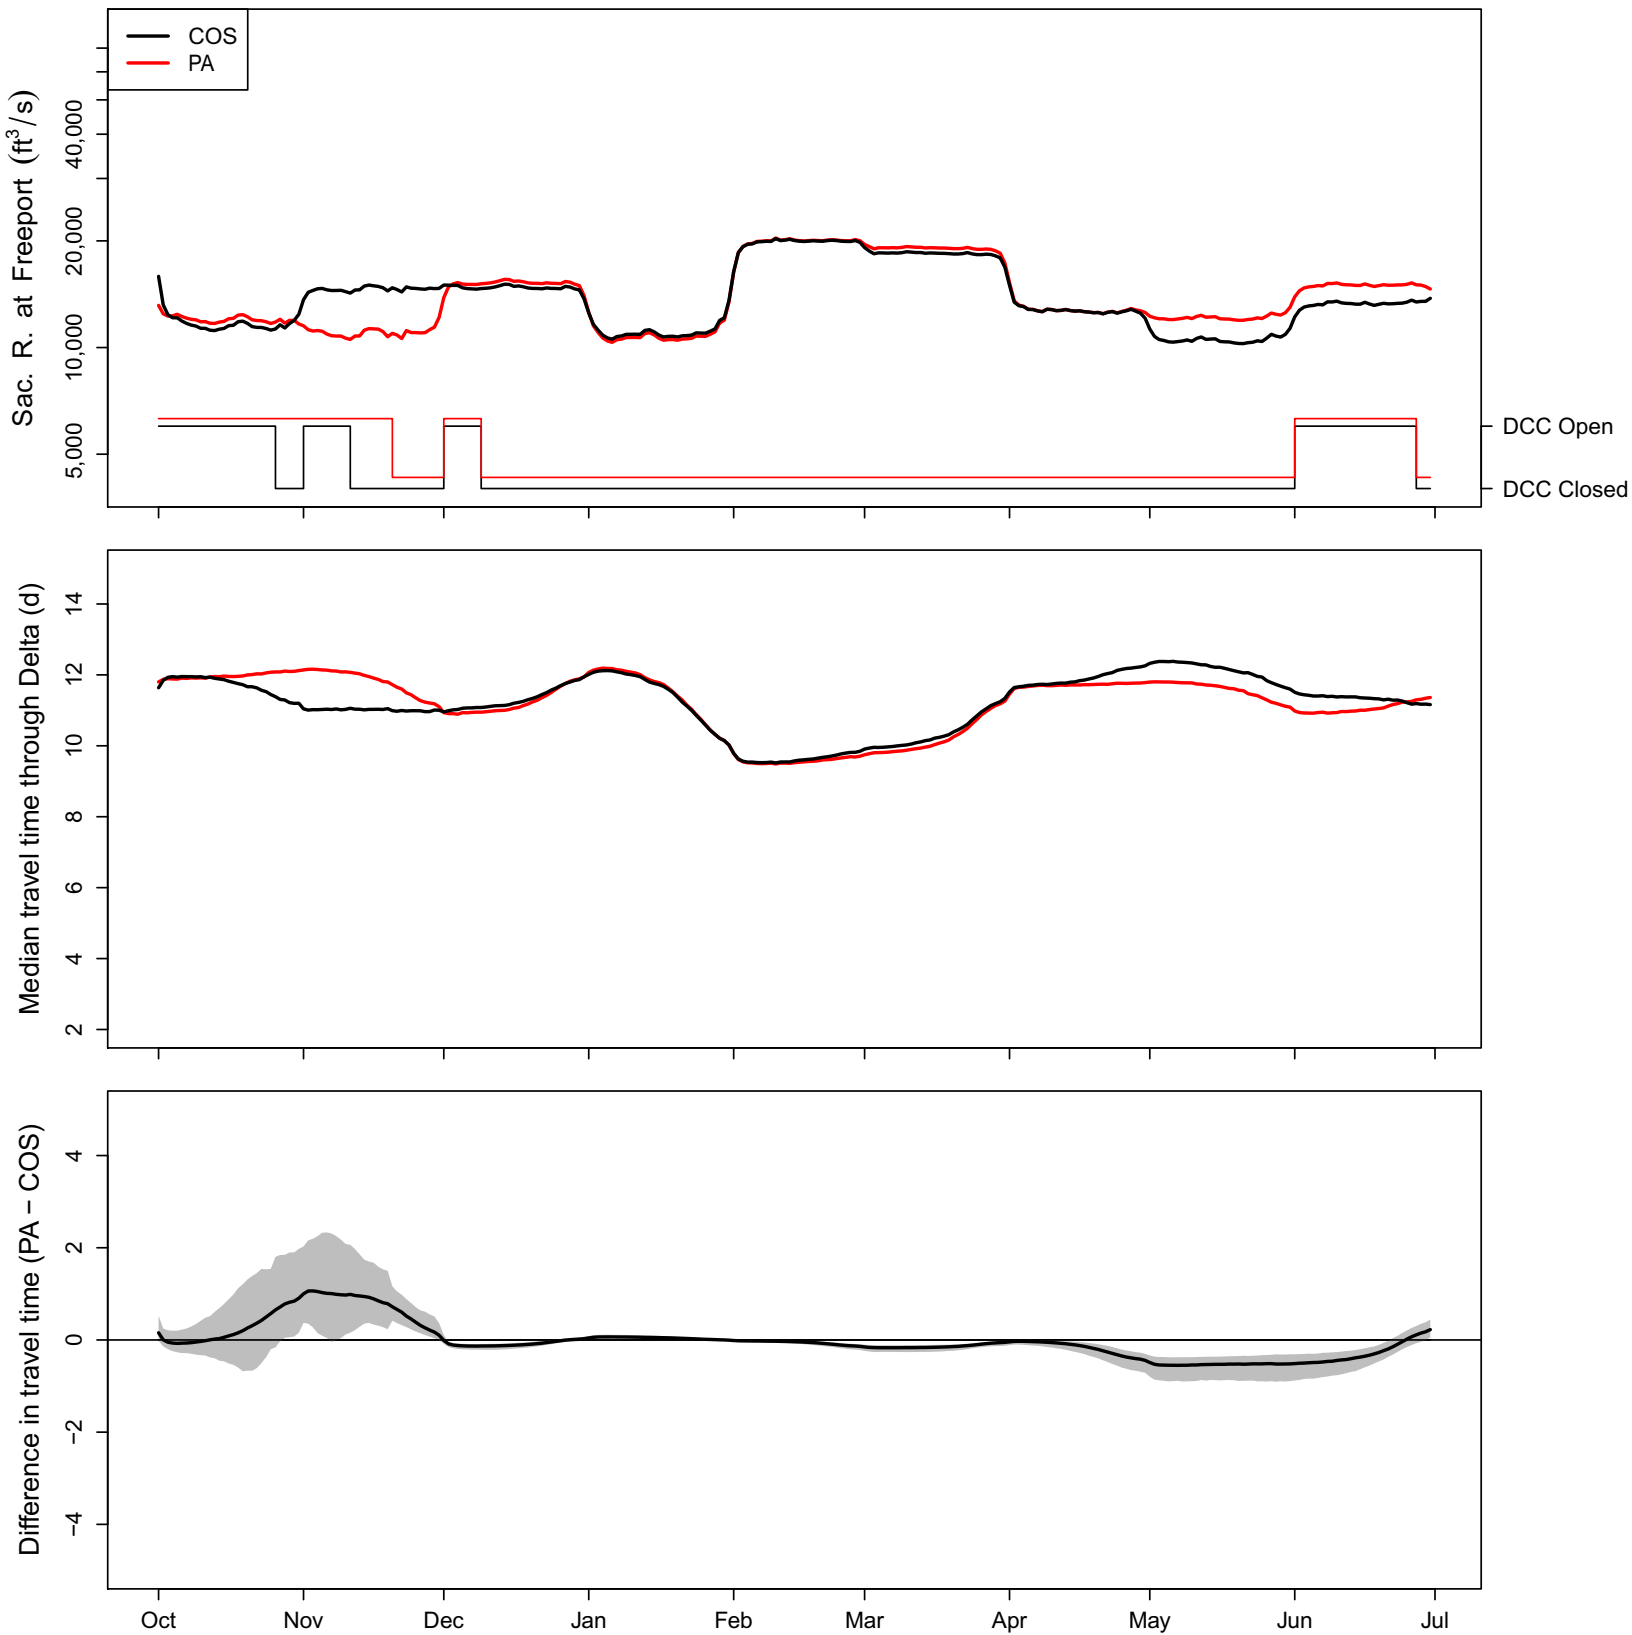 COS
PA
Sac. R. at Freeport (ft³/s)
40,000
20,000
10,000
5,000
DCC Open
DCC Closed
Median travel time through Delta (d)
14
12
10
8
6
4
2
Difference in travel time (PA − COS)
4
2
0
−2
−4
Oct Nov Dec Jan Feb Mar Apr May Jun Jul